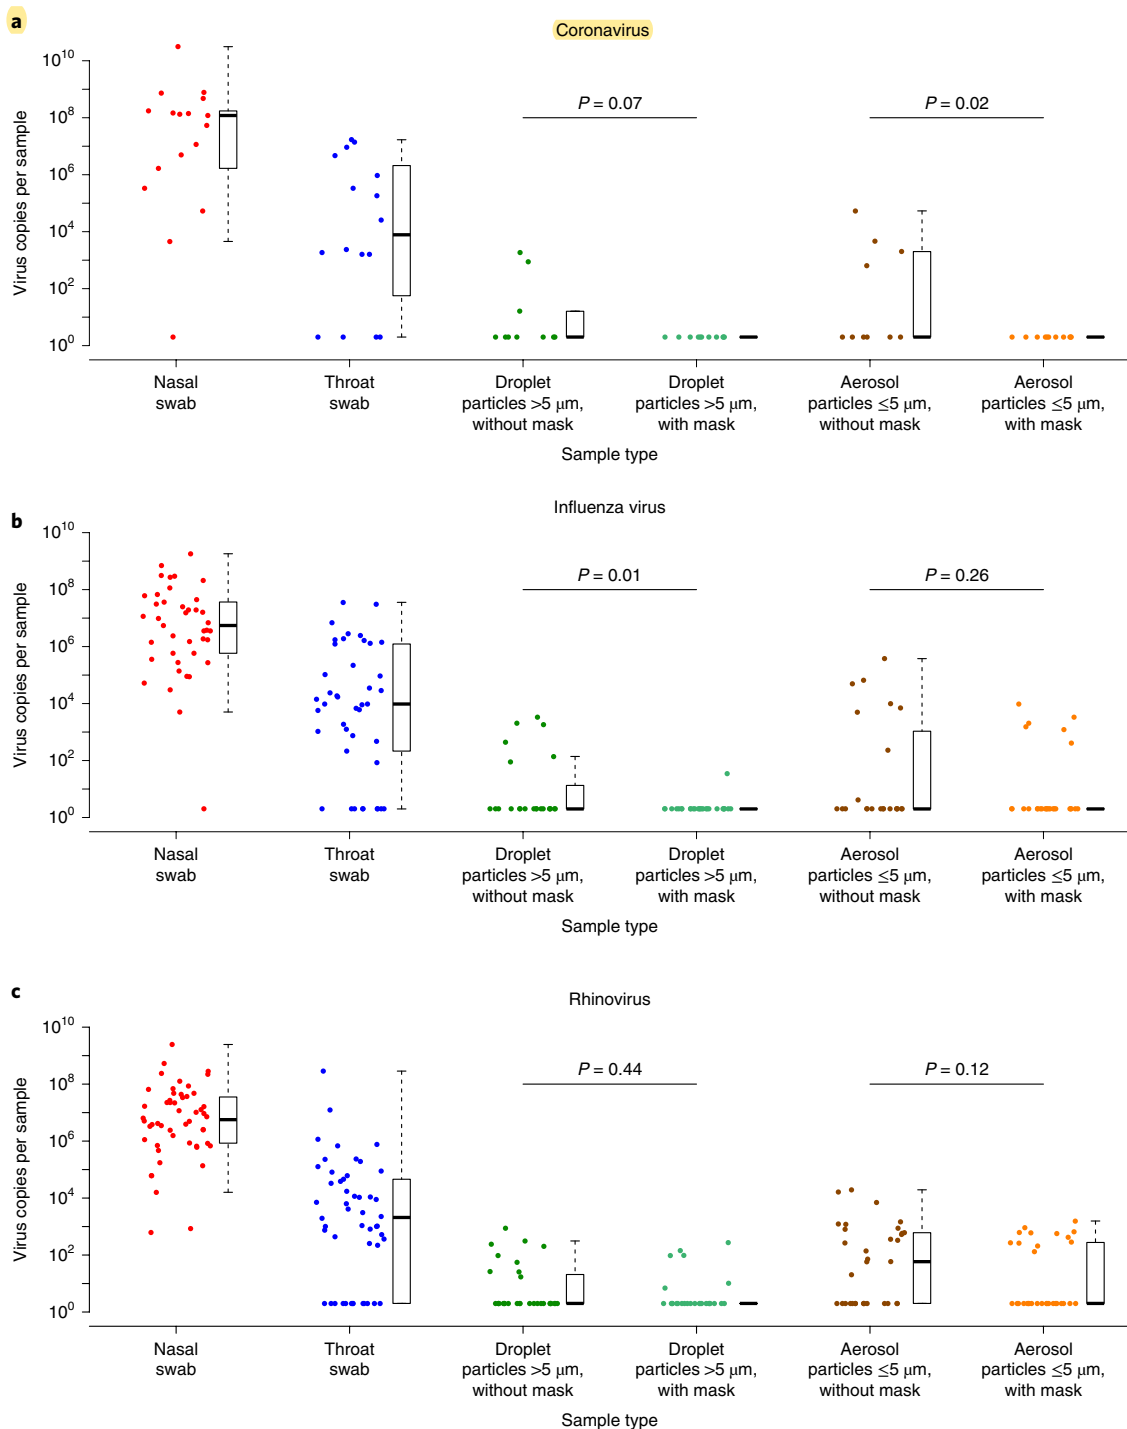 a
Coronavirus
10^10
10^8
10^6
10^4
10^2
10^0
Virus copies per sample
P = 0.07
P = 0.02
Nasal swab
Throat swab
Droplet particles >5 μm, without mask
Droplet particles >5 μm, with mask
Aerosol particles ≤5 μm, without mask
Aerosol particles ≤5 μm, with mask
Sample type
b
Influenza virus
10^10
10^8
10^6
10^4
10^2
10^0
Virus copies per sample
P = 0.01
P = 0.26
Nasal swab
Throat swab
Droplet particles >5 μm, without mask
Droplet particles >5 μm, with mask
Aerosol particles ≤5 μm, without mask
Aerosol particles ≤5 μm, with mask
Sample type
c
Rhinovirus
10^10
10^8
10^6
10^4
10^2
10^0
Virus copies per sample
P = 0.44
P = 0.12
Nasal swab
Throat swab
Droplet particles >5 μm, without mask
Droplet particles >5 μm, with mask
Aerosol particles ≤5 μm, without mask
Aerosol particles ≤5 μm, with mask
Sample type